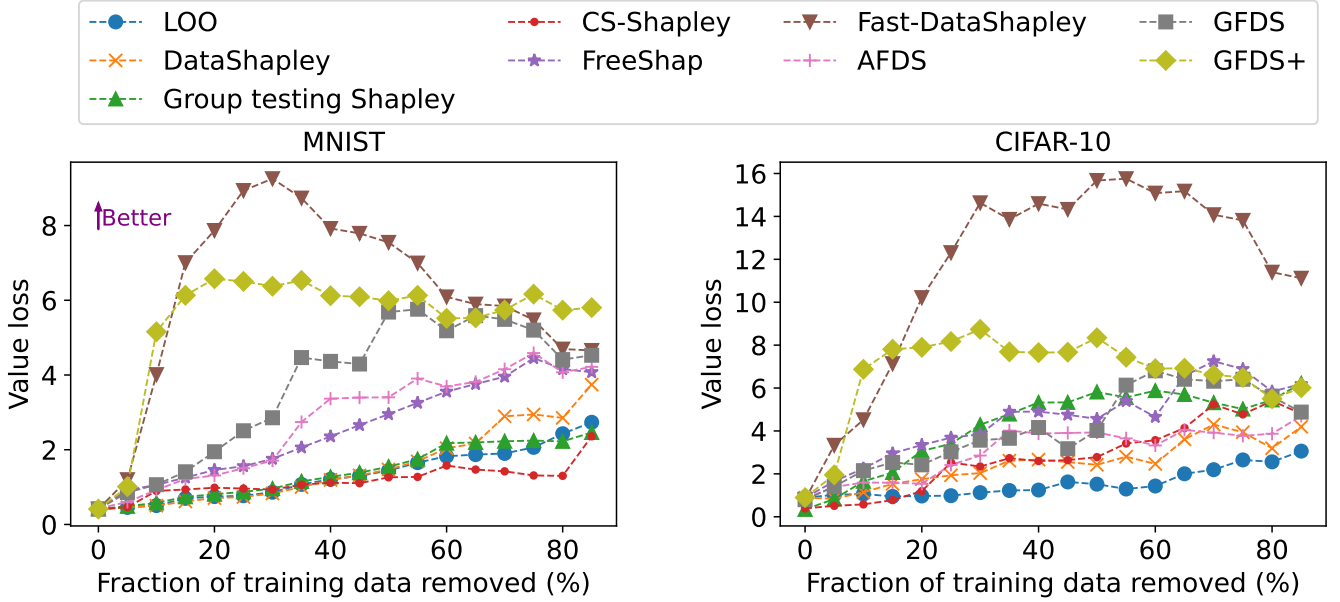 LOO
CS-Shapley
Fast-DataShapley
GFDS
DataShapley
FreeShap
AFDS
GFDS+
Group testing Shapley
MNIST
CIFAR-10
Better
Value loss
8
6
4
2
0
0 20 40 60 80
Fraction of training data removed (%)
Value loss
16
14
12
10
8
6
4
2
0
0 20 40 60 80
Fraction of training data removed (%)